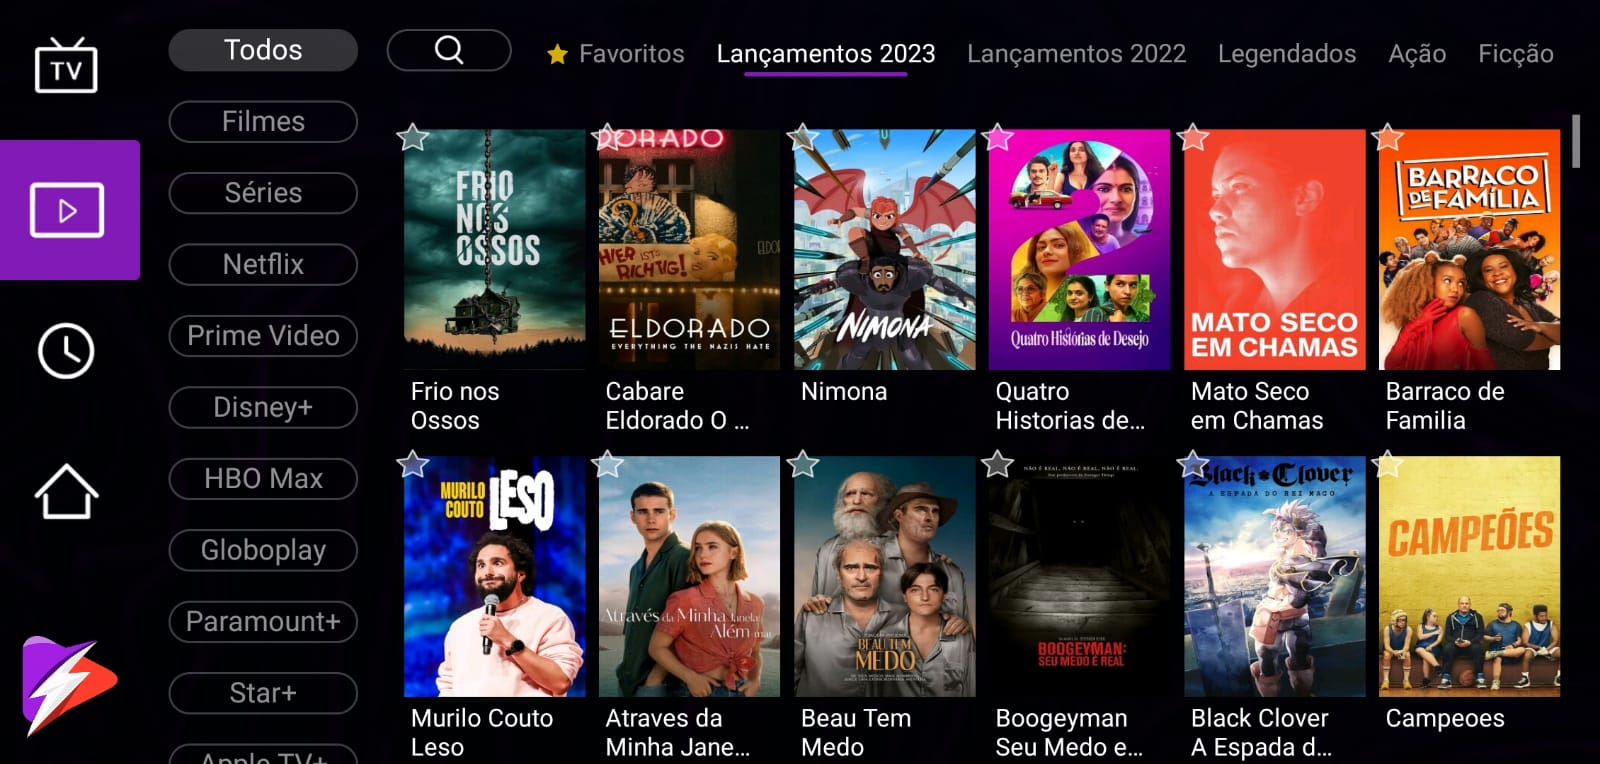 TV
Todos
Filmes
Séries
Netflix
Prime Video
Disney+
HBO Max
Globoplay
Paramount+
Star+
Apple TV+
Favoritos
Lançamentos 2023
Lançamentos 2022
Legendados
Ação
Ficção
FRIO
NOS
OSSOS
Frio nos
Ossos
ELDORADO
HIER IST'S
RICHTIG!
ELDORADO
EVERYTHING THE NAZIS HATE
Cabare
Eldorado O ...
NIMONA
Nimona
Quatro Histórias de Desejo
Quatro
Historias de...
MATO SECO
EM CHAMAS
Mato Seco
em Chamas
BARRACO
DE FAMÍLIA
Barraco de
Familia
MURILO
COUTO
LESO
Murilo Couto
Leso
Através da Minha Janela
Além mar
Atraves da
Minha Jane...
JOAQUIN PHOENIX
BEAU TEM
MEDO
Beau Tem
Medo
NÃO É REAL, NÃO É REAL, NÃO É REAL.
BOOGEYMAN:
SEU MEDO É REAL
Boogeyman
Seu Medo e...
Black Clover
A ESPADA DO REI MAGO
Black Clover
A Espada d...
CAMPEÕES
Campeoes